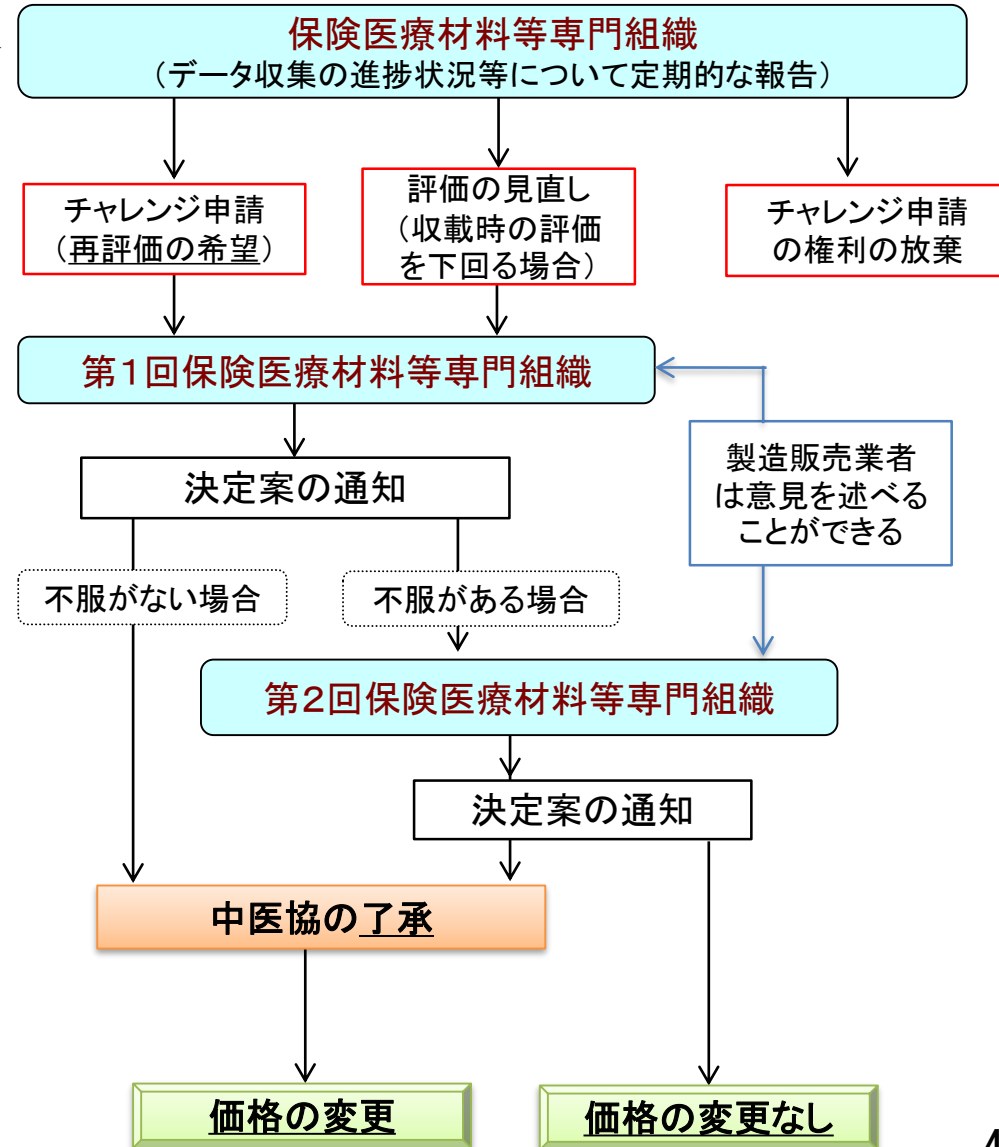 保険医療材料等専門組織
（データ収集の進捗状況等について定期的な報告）
チャレンジ申請
（再評価の希望）
評価の見直し
（収載時の評価
を下回る場合）
チャレンジ申請
の権利の放棄
第１回保険医療材料等専門組織
決定案の通知
製造販売業者
は意見を述べる
ことができる
不服がない場合
不服がある場合
第２回保険医療材料等専門組織
決定案の通知
中医協の了承
価格の変更
価格の変更なし